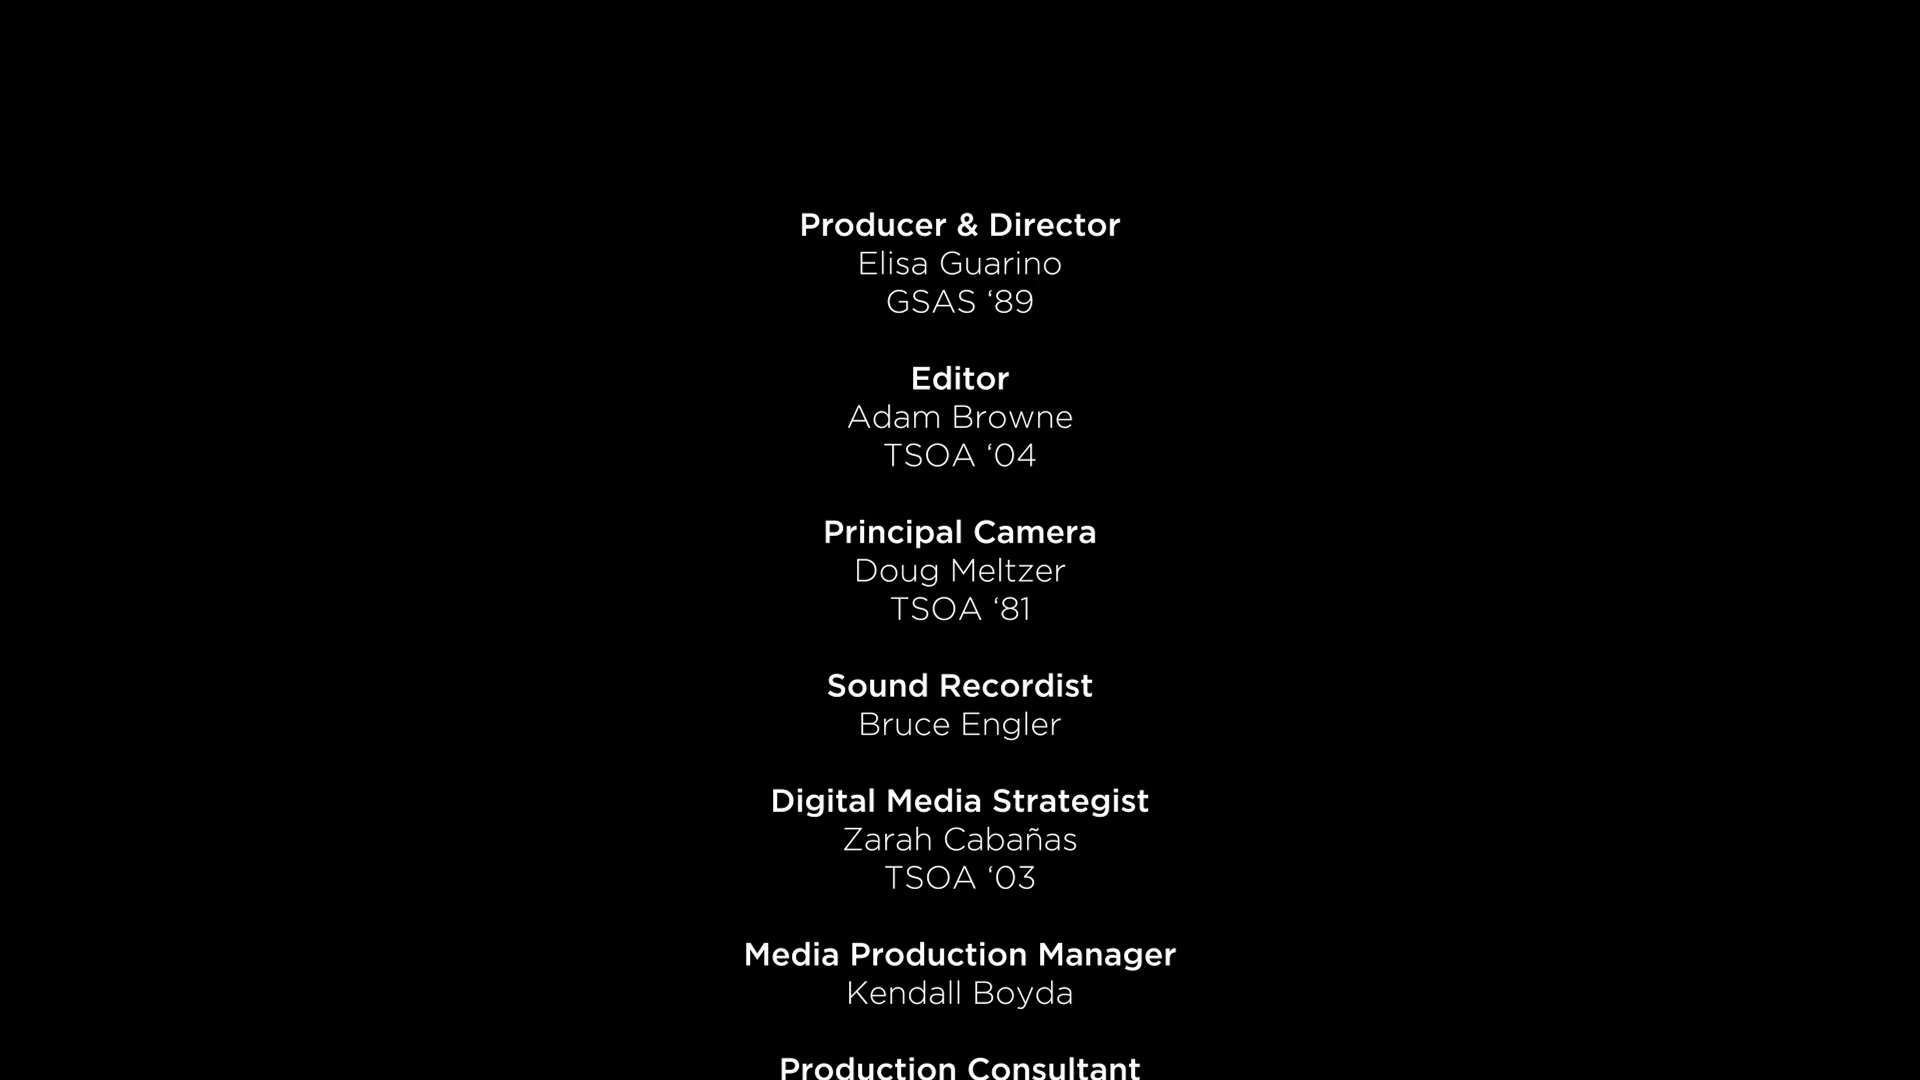 Producer & Director
Elisa Guarino
GSAS ‘89
Editor
Adam Browne
TSOA ‘04
Principal Camera
Doug Meltzer
TSOA ‘81
Sound Recordist
Bruce Engler
Digital Media Strategist
Zarah Cabañas
TSOA ‘03
Media Production Manager
Kendall Boyda
Production Consultant